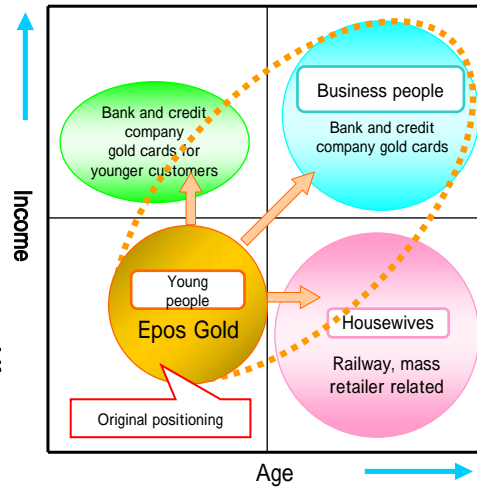 Business people
Bank and credit
company gold cards
Bank and credit
company
gold cards for
younger customers
Income
Young
people
Epos Gold
Housewives
Railway, mass
retailer related
Original positioning
Age